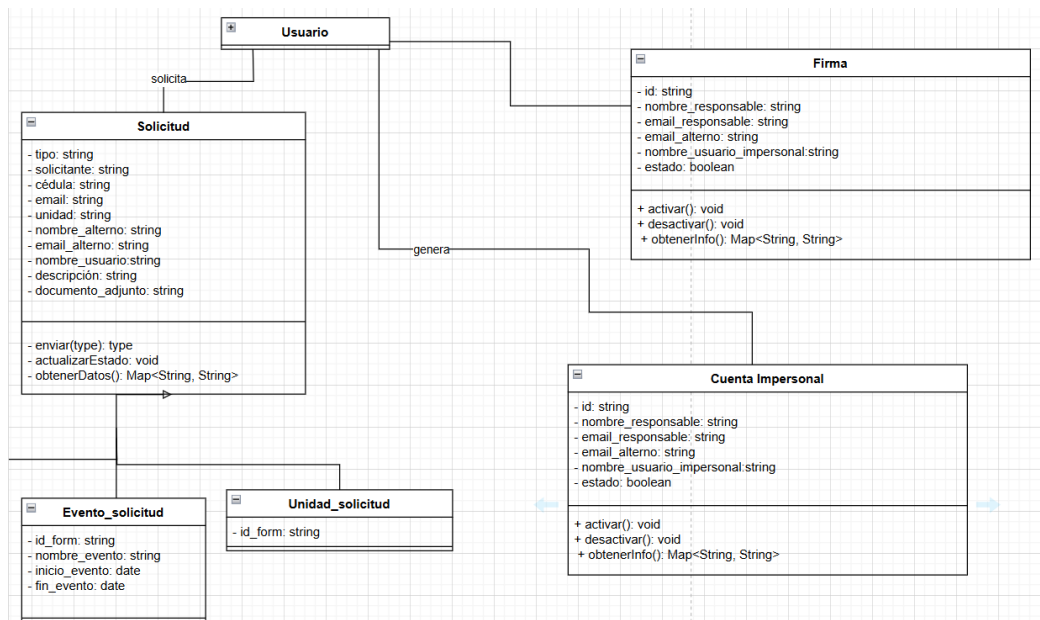 Usuario
solicita
Solicitud
- tipo: string
- solicitante: string
- cédula: string
- email: string
- unidad: string
- nombre_alterno: string
- email_alterno: string
- nombre_usuario:string
- descripción: string
- documento_adjunto: string
- enviar(type): type
- actualizarEstado: void
- obtenerDatos(): Map<String, String>
Firma
- id: string
- nombre_responsable: string
- email_responsable: string
- email_alterno: string
- nombre_usuario_impersonal:string
- estado: boolean
+ activar(): void
+ desactivar(): void
+ obtenerInfo(): Map<String, String>
genera
Cuenta Impersonal
- id: string
- nombre_responsable: string
- email_responsable: string
- email_alterno: string
- nombre_usuario_impersonal:string
- estado: boolean
+ activar(): void
+ desactivar(): void
+ obtenerInfo(): Map<String, String>
Evento_solicitud
- id_form: string
- nombre_evento: string
- inicio_evento: date
- fin_evento: date
Unidad_solicitud
- id_form: string